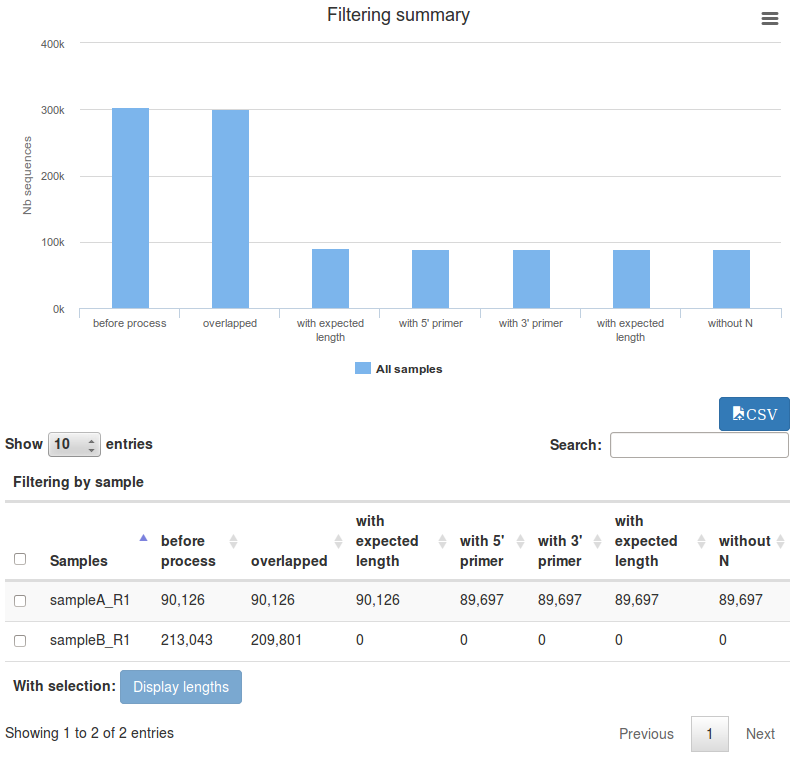 Filtering summary
400k
300k
200k
100k
0k
Nb sequences
before process
overlapped
with expected
length
with 5' primer
with 3' primer
with expected
length
without N
All samples
CSV
Show 10 entries
Search:
Filtering by sample
Samples
before
process
overlapped
with
expected
length
with 5'
primer
with 3'
primer
with
expected
length
without
N
sampleA_R1 90,126 90,126 90,126 89,697 89,697 89,697 89,697
sampleB_R1 213,043 209,801 0 0 0 0 0
With selection: Display lengths
Showing 1 to 2 of 2 entries
Previous 1 Next